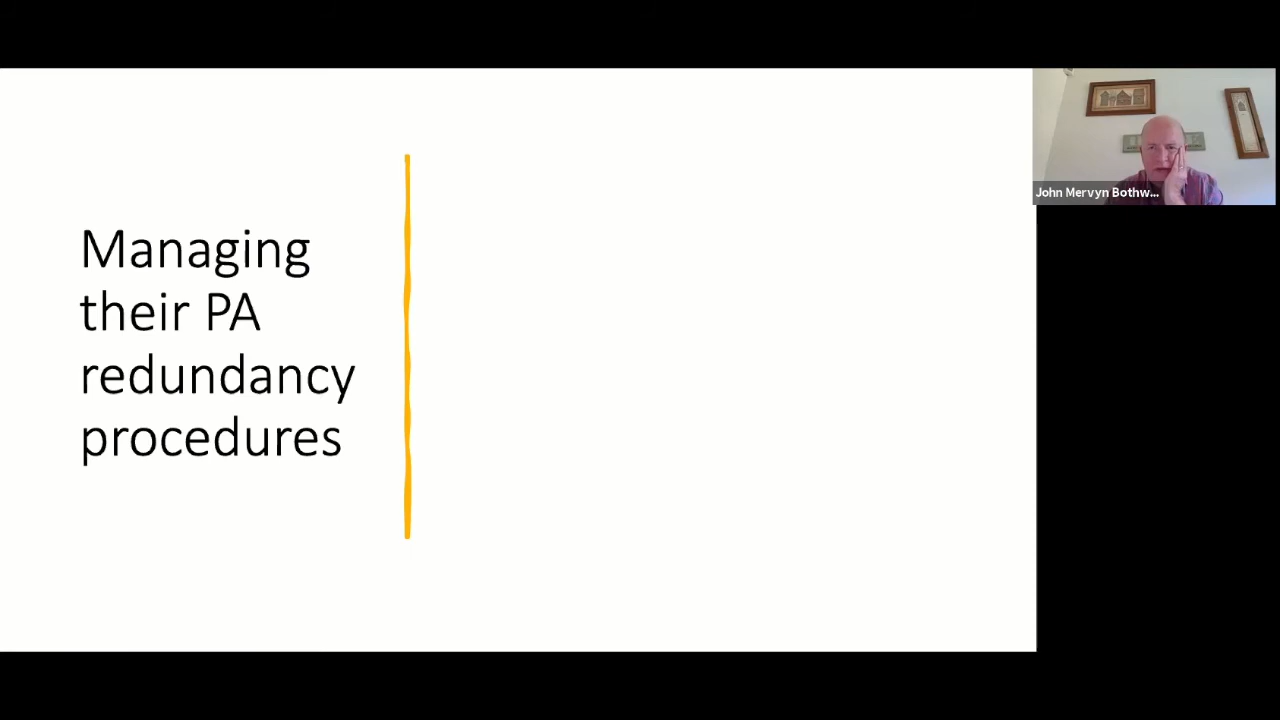 Managing
their PA
redundancy
procedures
John Mervyn Bothw...